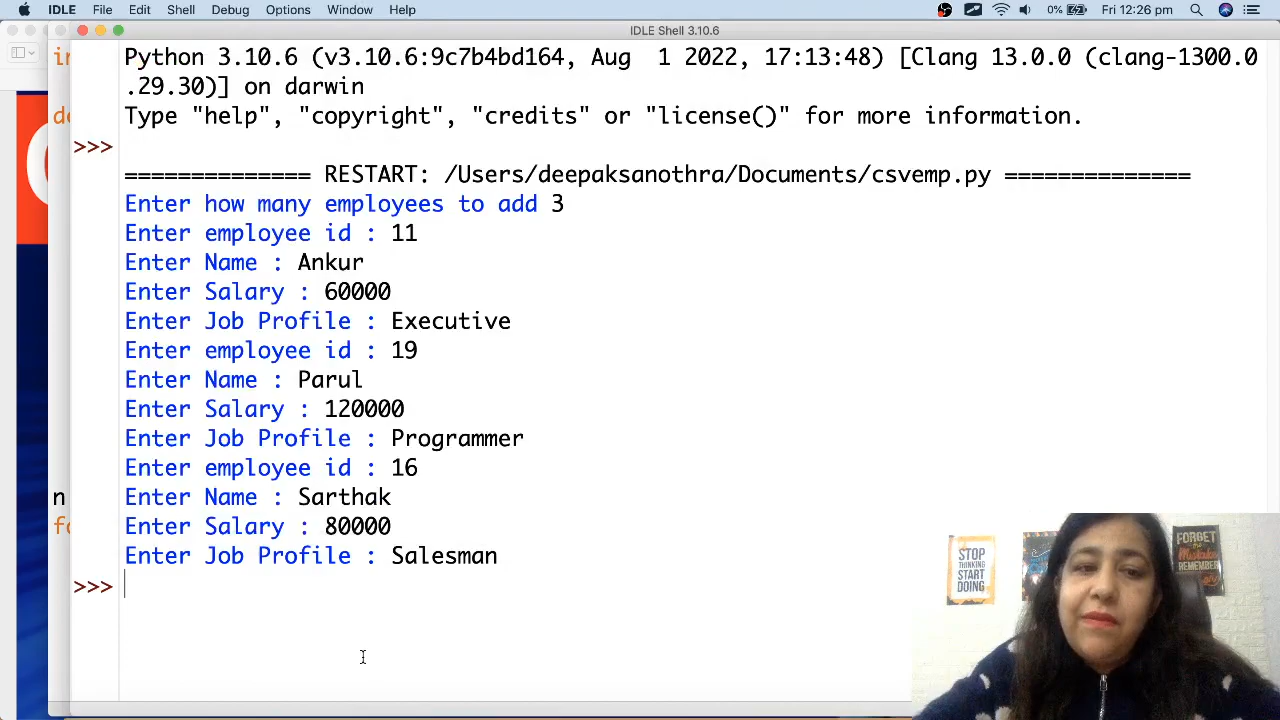 IDLE File Edit Shell Debug Options Window Help 0% Fri 12:26 pm
IDLE Shell 3.10.6
Python 3.10.6 (v3.10.6:9c7b4bd164, Aug  1 2022, 17:13:48) [Clang 13.0.0 (clang-1300.0
.29.30)] on darwin
Type "help", "copyright", "credits" or "license()" for more information.
>>>
============== RESTART: /Users/deepaksanothra/Documents/csvemp.py ==============
Enter how many employees to add 3
Enter employee id : 11
Enter Name : Ankur
Enter Salary : 60000
Enter Job Profile : Executive
Enter employee id : 19
Enter Name : Parul
Enter Salary : 120000
Enter Job Profile : Programmer
Enter employee id : 16
Enter Name : Sarthak
Enter Salary : 80000
Enter Job Profile : Salesman
>>>
STOP
THINKING
START
DOING
FORGET
the
Mistake
REMEMBER